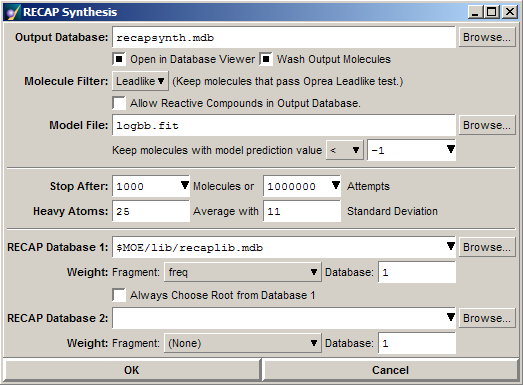 RECAP Synthesis
Output Database: recapsynth.mdb Browse...
Open in Database Viewer Wash Output Molecules
Molecule Filter: Leadlike (Keep molecules that pass Oprea Leadlike test.)
Allow Reactive Compounds in Output Database.
Model File: logbb.fit Browse...
Keep molecules with model prediction value < -1
Stop After: 1000 Molecules or 1000000 Attempts
Heavy Atoms: 25 Average with 11 Standard Deviation
RECAP Database 1: $MOE/lib/recaplib.mdb Browse...
Weight: Fragment: freq Database: 1
Always Choose Root from Database 1
RECAP Database 2: Browse...
Weight: Fragment: (None) Database: 1
OK Cancel